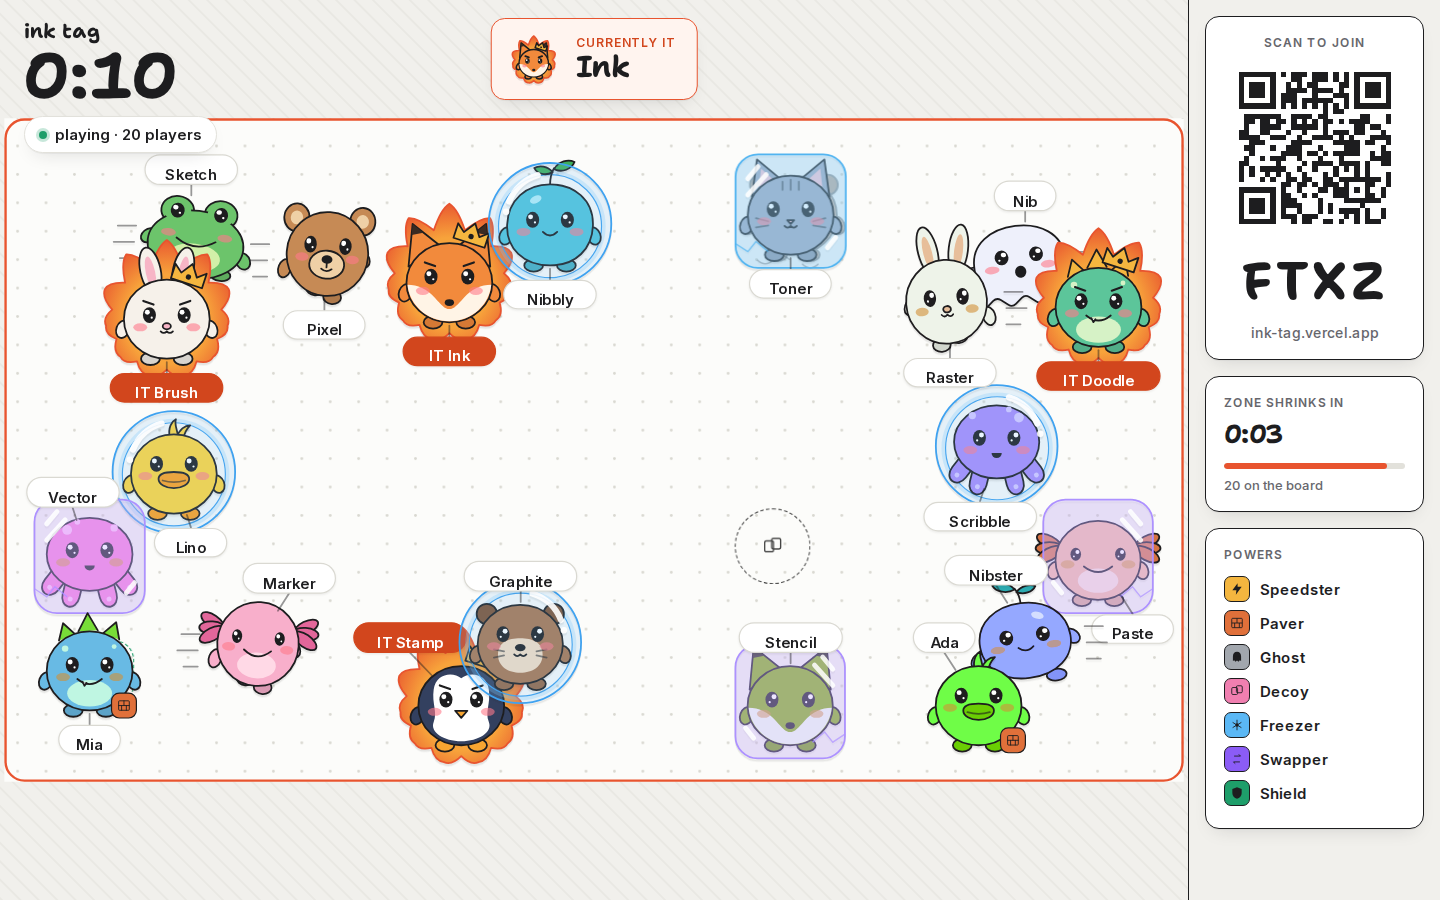 ink tag
0:10
CURRENTLY IT
Ink
playing · 20 players
Sketch
Pixel
Nibbly
IT Ink
IT Brush
Toner
Nib
Raster
IT Doodle
Vector
Lino
Scribble
Marker
Graphite
Nibster
Paste
IT Stamp
Stencil
Ada
Mia
SCAN TO JOIN
FTXZ
ink-tag.vercel.app
ZONE SHRINKS IN
0:03
20 on the board
POWERS
Speedster
Paver
Ghost
Decoy
Freezer
Swapper
Shield